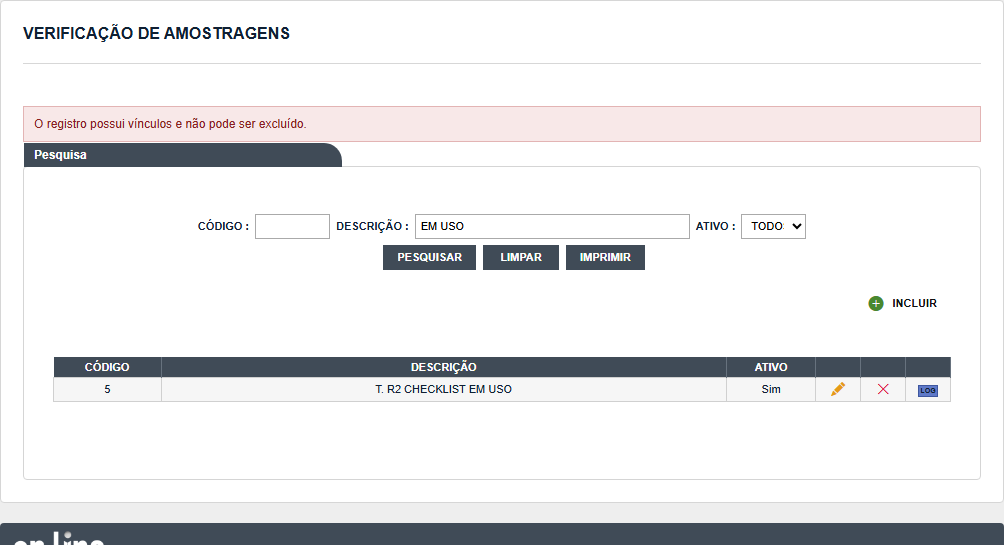 VERIFICAÇÃO DE AMOSTRAGENS
O registro possui vínculos e não pode ser excluído.
Pesquisa
CÓDIGO : DESCRIÇÃO : EM USO ATIVO : TODO
PESQUISAR LIMPAR IMPRIMIR
INCLUIR
CÓDIGO DESCRIÇÃO ATIVO
5 T. R2 CHECKLIST EM USO Sim LOG